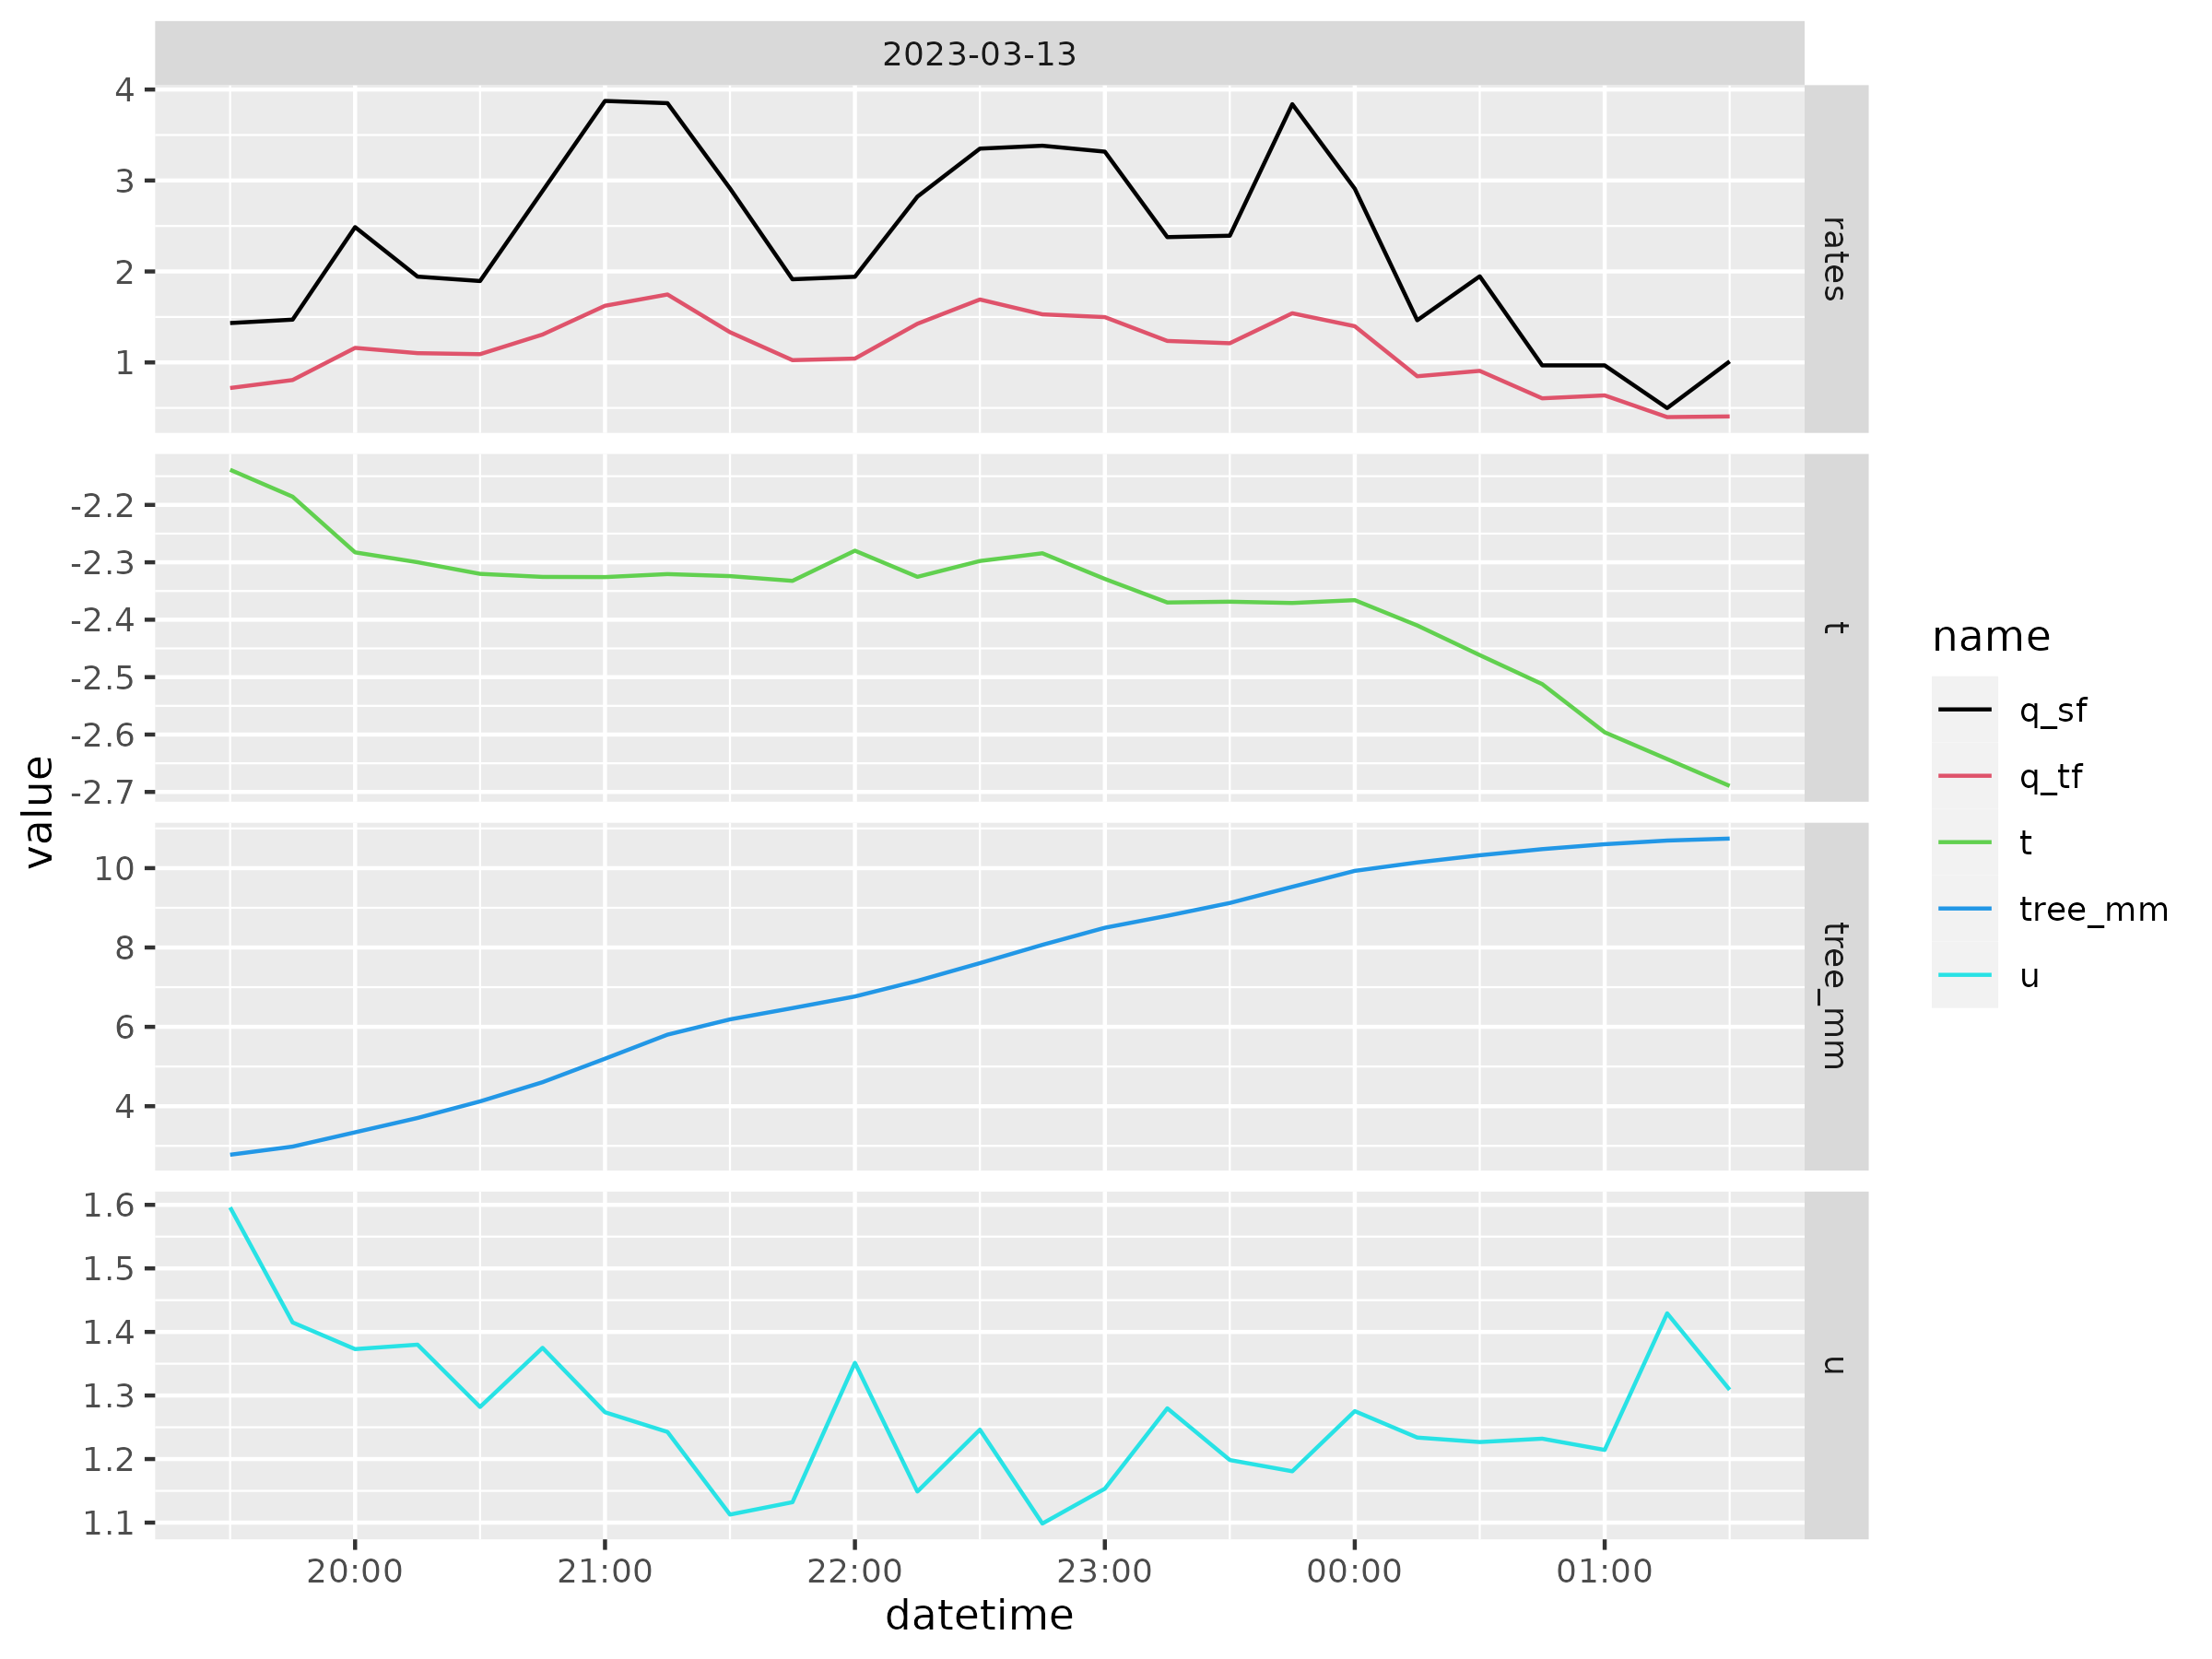 2023-03-13
4
3
2
1
rates
-2.2
-2.3
-2.4
-2.5
-2.6
-2.7
t
10
8
6
4
tree_mm
1.6
1.5
1.4
1.3
1.2
1.1
u
20:00 21:00 22:00 23:00 00:00 01:00
datetime
value
name
q_sf
q_tf
t
tree_mm
u